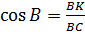 cos B = BK/BC